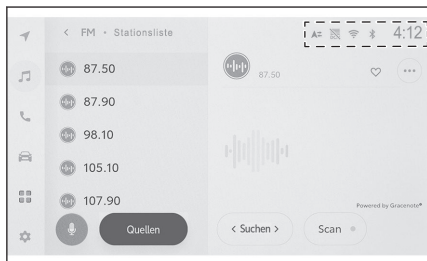 < FM • Stationsliste
A 4:12
87.50
87.90
98.10
105.10
107.90
Quellen
87.50
Powered by Gracenote®
< Suchen >
Scan